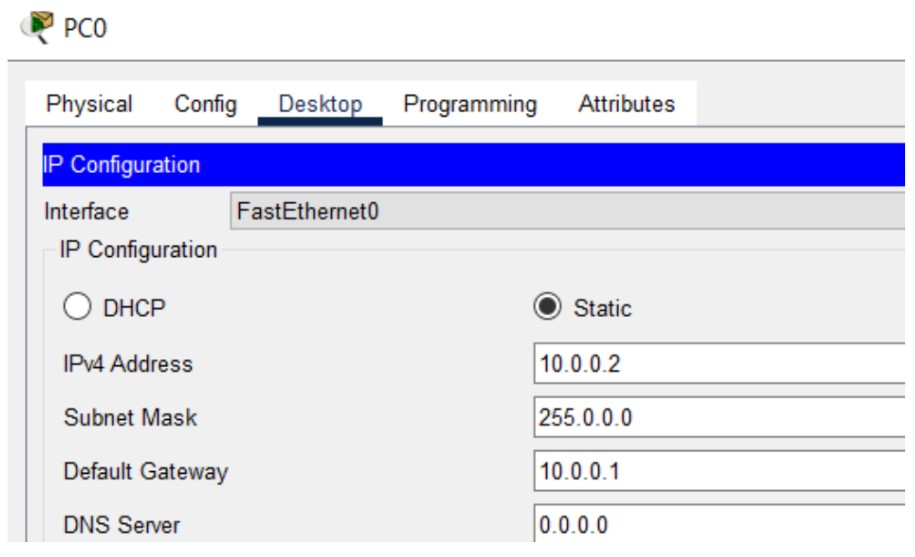 PC0
Physical Config Desktop Programming Attributes
IP Configuration
Interface FastEthernet0
IP Configuration
DHCP Static
IPv4 Address 10.0.0.2
Subnet Mask 255.0.0.0
Default Gateway 10.0.0.1
DNS Server 0.0.0.0